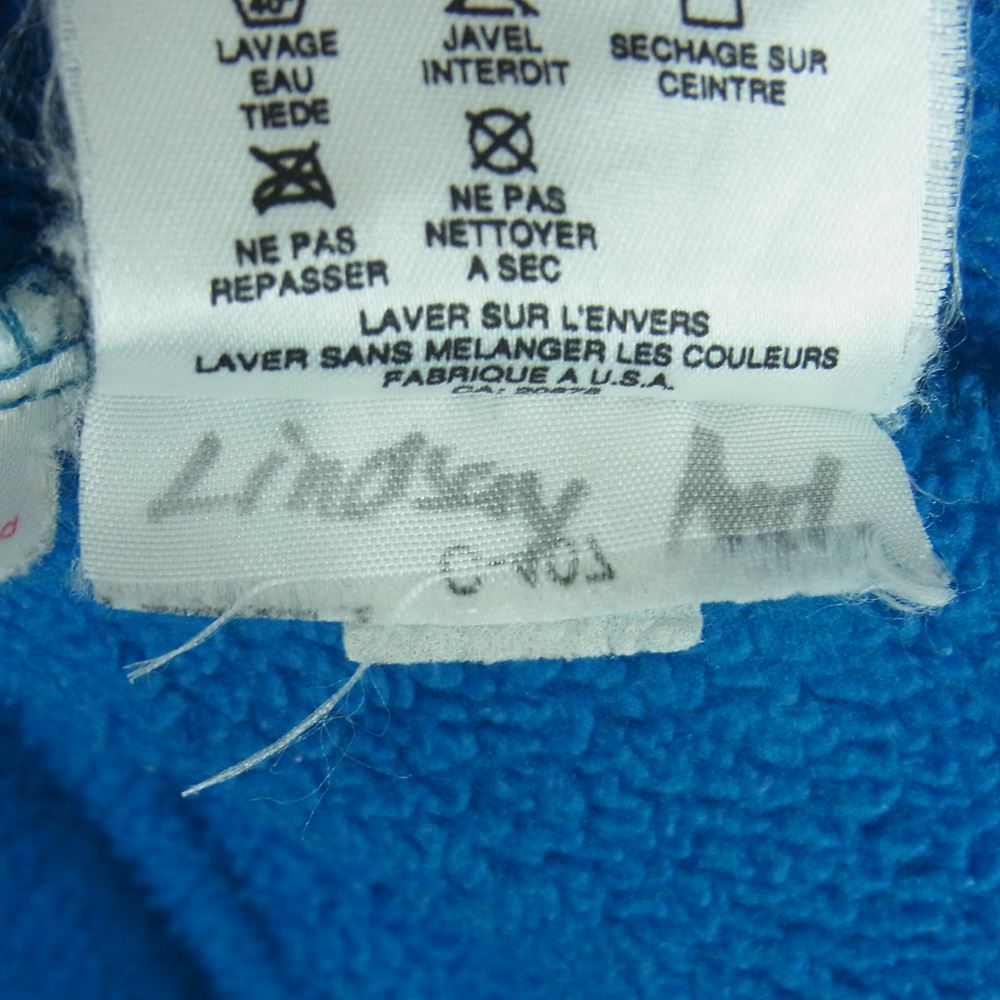 40°
LAVAGE
EAU
TIEDE
JAVEL
INTERDIT
SECHAGE SUR
CEINTRE
NE PAS
REPASSER
NE PAS
NETTOYER
A SEC
LAVER SUR L'ENVERS
LAVER SANS MELANGER LES COULEURS
FABRIQUE A U.S.A.
Lindsay